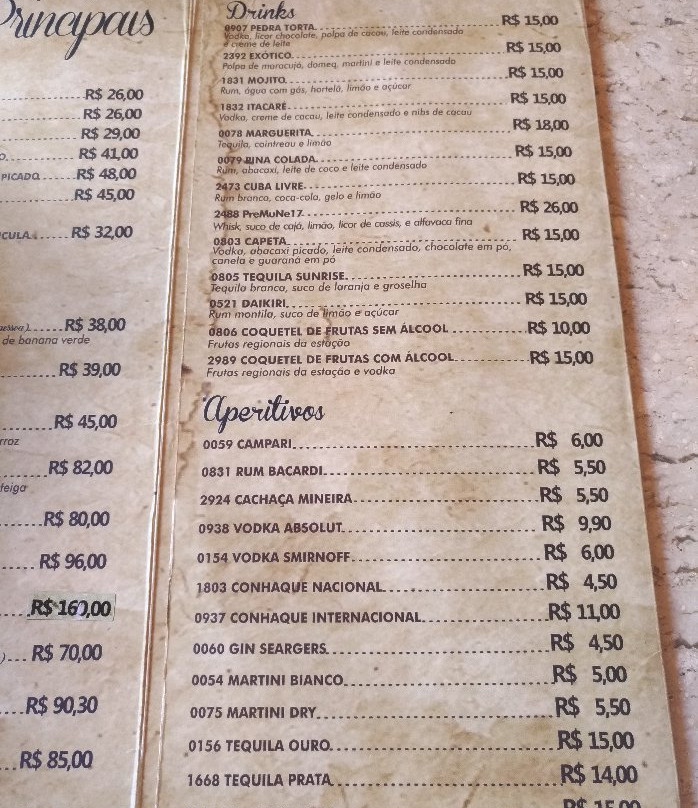 Principais
R$ 26,00
R$ 26,00
R$ 29,00
R$ 41,00
PICADO R$ 48,00
R$ 45,00
CULA R$ 32,00
R$ 38,00
de banana verde
R$ 39,00
R$ 45,00
rroz
R$ 82,00
teiga
R$ 80,00
R$ 96,00
R$ 160,00
R$ 70,00
R$ 90,30
R$ 85,00
Drinks
0907 PEDRA TORTA R$ 15,00
Vodka, licor chocolate, polpa de cacau, leite condensado
e creme de leite
2392 EXÓTICO R$ 15,00
Polpa de maracujá, domeq, martini e leite condensado
1831 MOJITO R$ 15,00
Rum, água com gás, hortelã, limão e açúcar
1832 ITACARÉ R$ 15,00
Vodka, creme de cacau, leite condensado e nibs de cacau
0078 MARGUERITA R$ 18,00
Tequila, cointreau e limão
0079 PINA COLADA R$ 15,00
Rum, abacaxi, leite de coco e leite condensado
2473 CUBA LIVRE R$ 15,00
Rum branco, coca-cola, gelo e limão
2488 PreMuNe17 R$ 26,00
Whisk, suco de cajá, limão, licor de cassis, e alfavaca fina
0803 CAPETA R$ 15,00
Vodka, abacaxi picado, leite condensado, chocolate em pó,
canela e guaraná em pó
0805 TEQUILA SUNRISE R$ 15,00
Tequila branca, suco de laranja e groselha
0521 DAIKIRI R$ 15,00
Rum montila, suco de limão e açúcar
0806 COQUETEL DE FRUTAS SEM ÁLCOOL R$ 10,00
Frutas regionais da estação
2989 COQUETEL DE FRUTAS COM ÁLCOOL R$ 15,00
Frutas regionais da estação e vodka
Aperitivos
0059 CAMPARI R$ 6,00
0831 RUM BACARDI R$ 5,50
2924 CACHAÇA MINEIRA R$ 5,50
0938 VODKA ABSOLUT R$ 9,90
0154 VODKA SMIRNOFF R$ 6,00
1803 CONHAQUE NACIONAL R$ 4,50
0937 CONHAQUE INTERNACIONAL R$ 11,00
0060 GIN SEARGERS R$ 4,50
0054 MARTINI BIANCO R$ 5,00
0075 MARTINI DRY R$ 5,50
0156 TEQUILA OURO R$ 15,00
1668 TEQUILA PRATA R$ 14,00
R$ 15,00